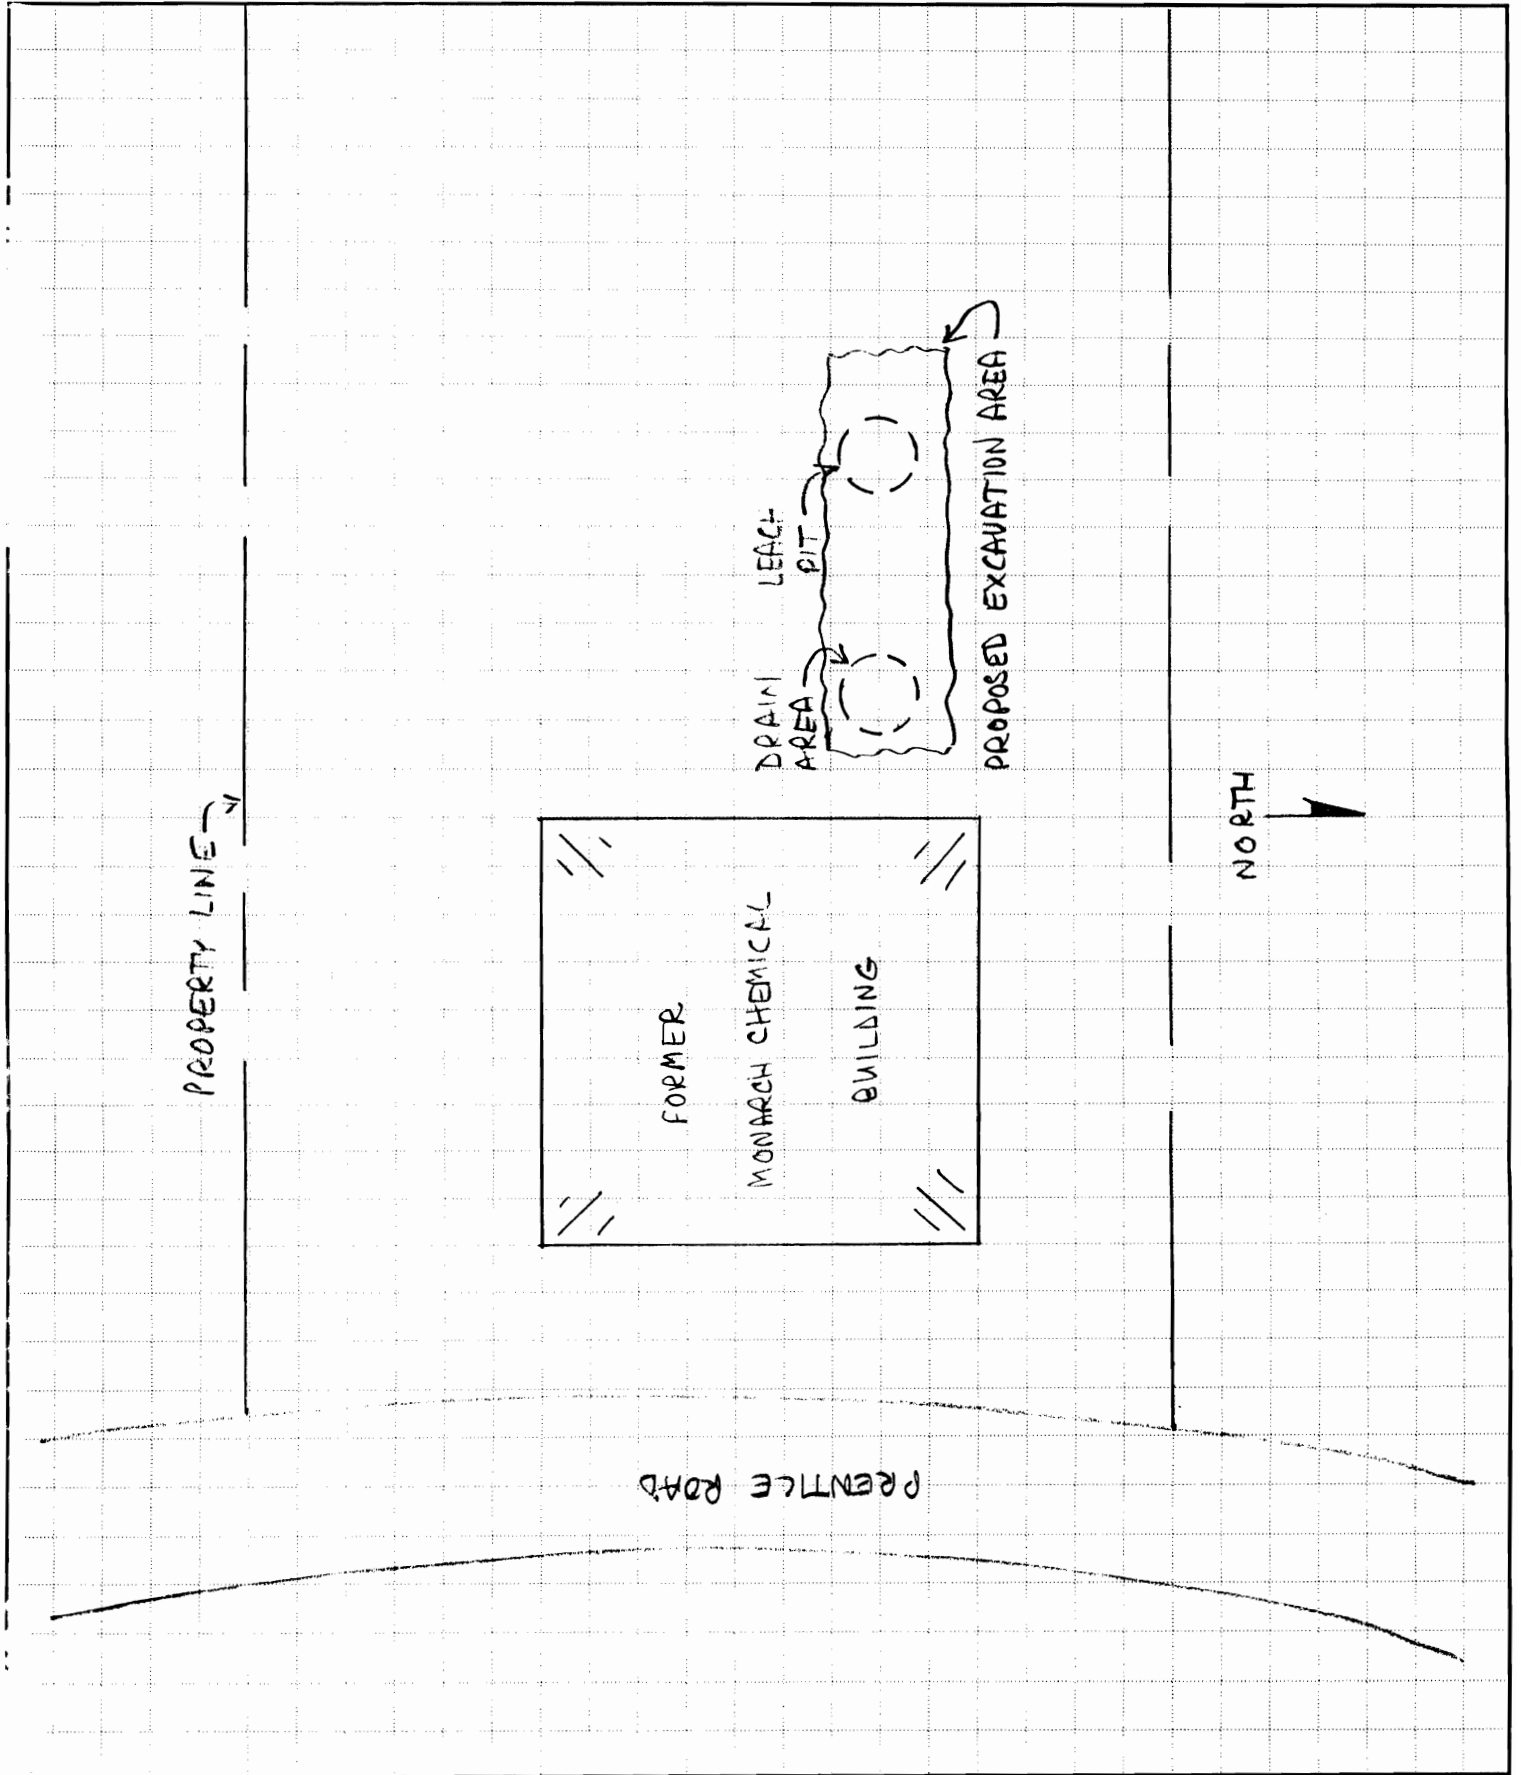 PROPERTY LINE
DRAIN
AREA
LEACH
PIT
PROPOSED EXCAVATION AREA
FORMER
MONARCH CHEMICAL
BUILDING
NORTH
PRENTICE ROAD